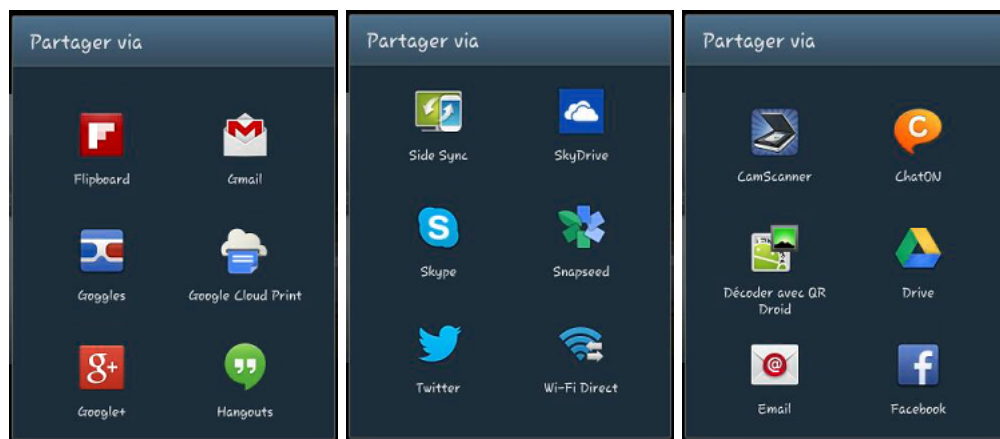 Partager via
Flipboard
Gmail
Goggles
Google Cloud Print
g+
Google+
Hangouts
Partager via
Side Sync
SkyDrive
S
Skype
Snapseed
Twitter
Wi-Fi Direct
Partager via
C
CamScanner
ChatON
Décoder avec QR
Droid
Drive
@
f
Email
Facebook